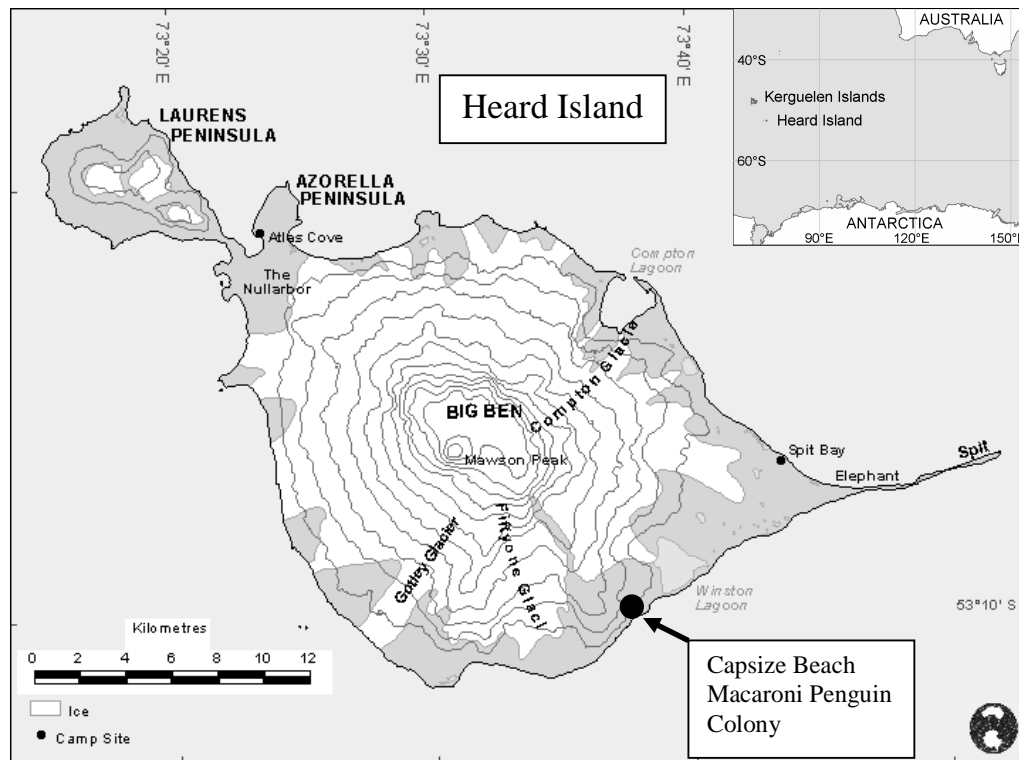 73°20' E
73°30' E
73°40' E
Heard Island
AUSTRALIA
40°S
Kerguelen Islands
Heard Island
60°S
ANTARCTICA
90°E
120°E
150°
LAURENS
PENINSULA
AZORELLA
PENINSULA
Atlas Cove
The
Nullarbor
Compton
Lagoon
Compton Glacie
BIG BEN
Mawson Peak
Spit Bay
Elephant
Spit
Gotley Glacier
Fiftyone Glaci
Winston
Lagoon
53°10' S
Kilometres
0 2 4 6 8 10 12
Ice
Camp Site
Capsize Beach
Macaroni Penguin
Colony